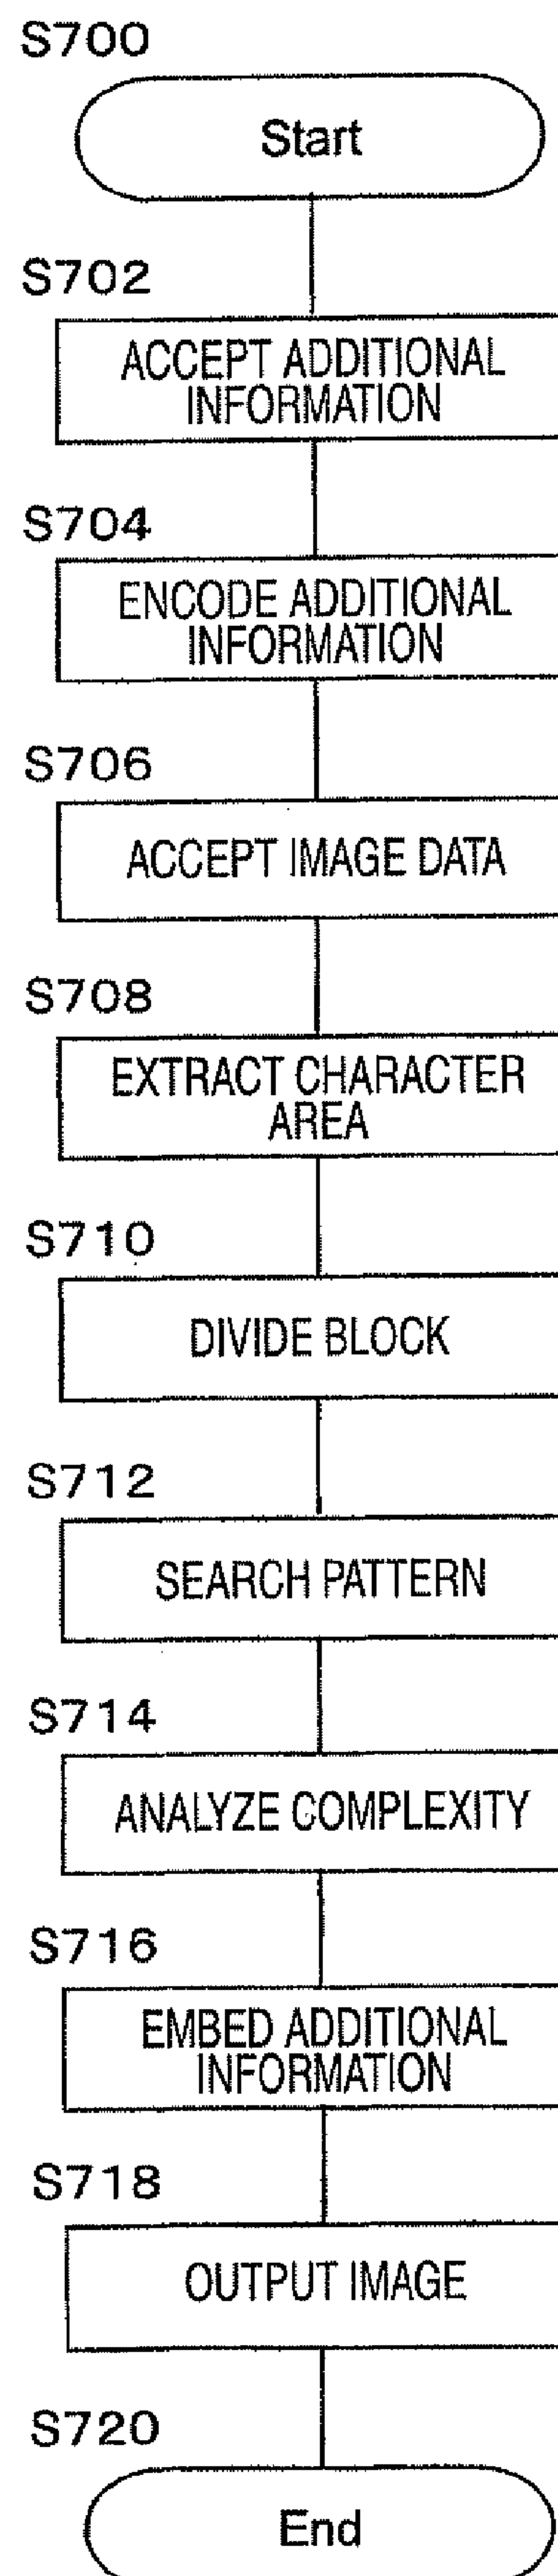 S700
Start
S702
ACCEPT ADDITIONAL
INFORMATION
S704
ENCODE ADDITIONAL
INFORMATION
S706
ACCEPT IMAGE DATA
S708
EXTRACT CHARACTER
AREA
S710
DIVIDE BLOCK
S712
SEARCH PATTERN
S714
ANALYZE COMPLEXITY
S716
EMBED ADDITIONAL
INFORMATION
S718
OUTPUT IMAGE
S720
End